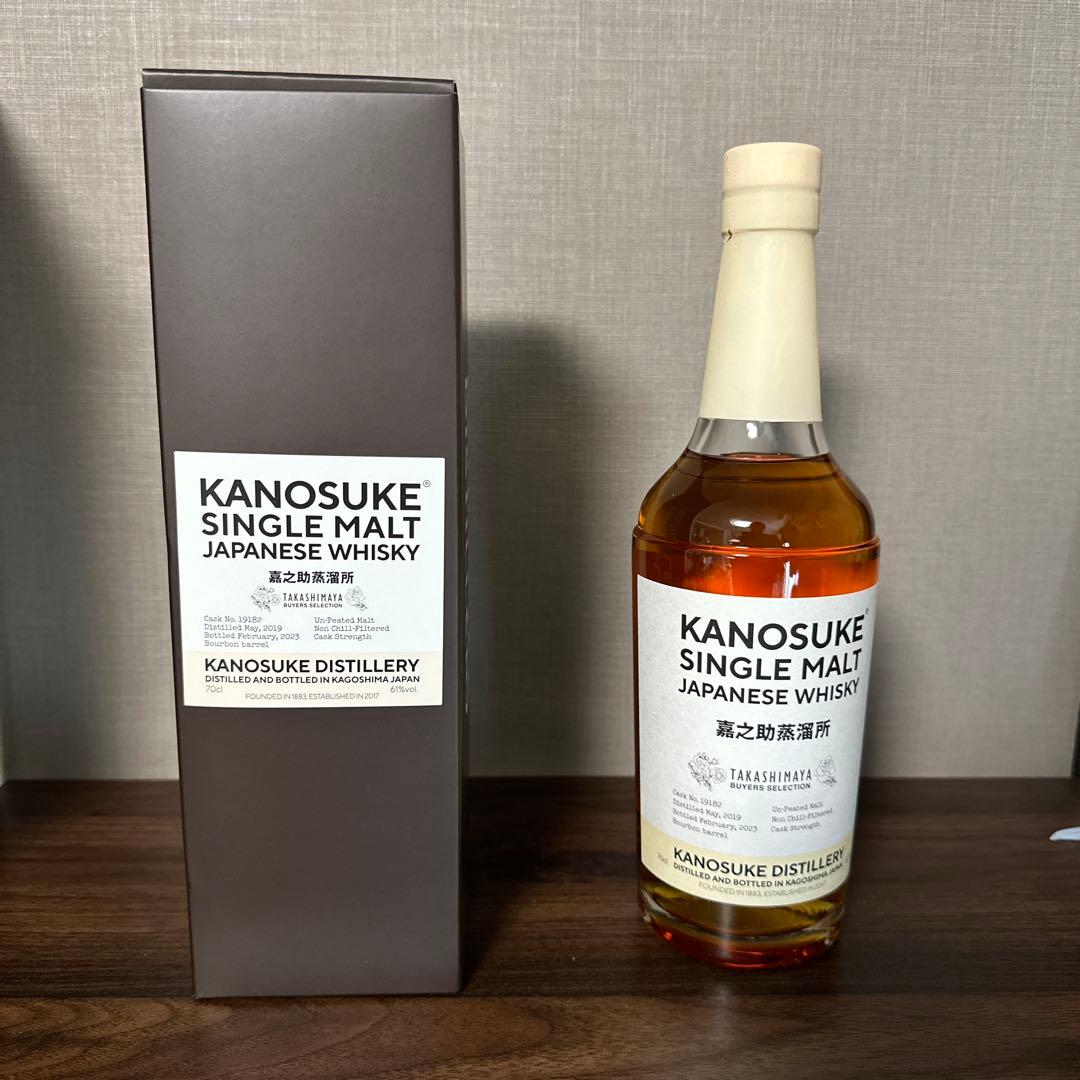 KANOSUKE®
SINGLE MALT
JAPANESE WHISKY
嘉之助蒸溜所
TAKASHIMAYA
BUYERS SELECTION
Cask No. 19182
Distilled May, 2019
Bottled February, 2023
Bourbon barrel
Un-Peated Malt
Non Chill-Filtered
Cask Strength
KANOSUKE DISTILLERY
DISTILLED AND BOTTLED IN KAGOSHIMA JAPAN
70cl 61%vol.
FOUNDED IN 1883, ESTABLISHED IN 2017
KANOSUKE®
SINGLE MALT
JAPANESE WHISKY
嘉之助蒸溜所
TAKASHIMAYA
BUYERS SELECTION
Cask No. 19182
Distilled May, 2019
Bottled February, 2023
Bourbon barrel
Un-Peated Malt
Non Chill-Filtered
Cask Strength
KANOSUKE DISTILLERY
70cl DISTILLED AND BOTTLED IN KAGOSHIMA JAPAN
FOUNDED IN 1883, ESTABLISHED IN 2017